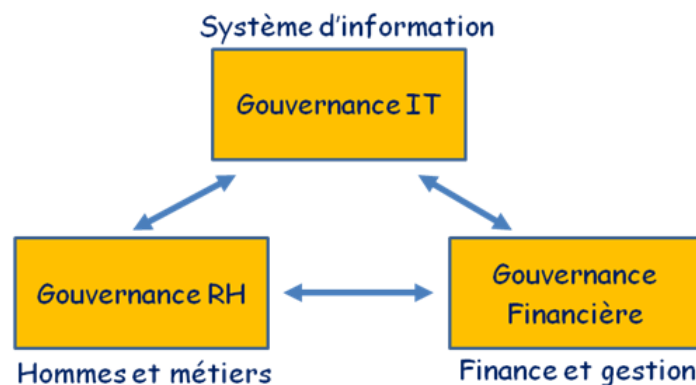 Système d'information
Gouvernance IT
Gouvernance RH
Gouvernance
Financière
Hommes et métiers
Finance et gestion